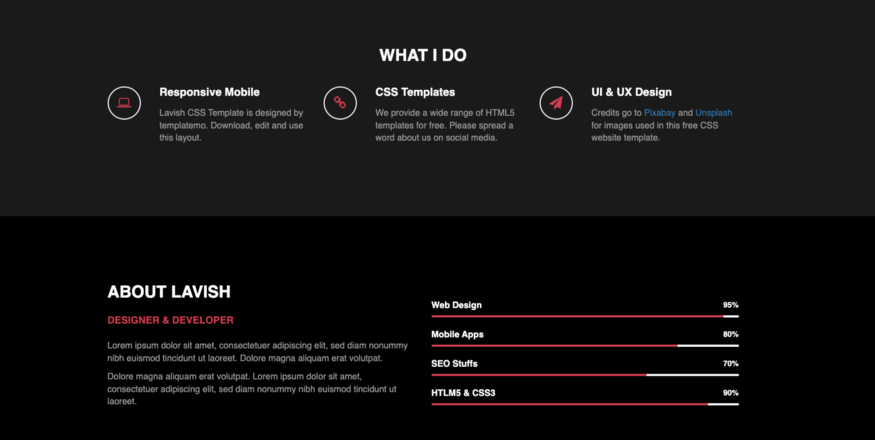 WHAT I DO
Responsive Mobile
Lavish CSS Template is designed by
templatemo. Download, edit and use
this layout.
CSS Templates
We provide a wide range of HTML5
templates for free. Please spread a
word about us on social media.
UI & UX Design
Credits go to Pixabay and Unsplash
for images used in this free CSS
website template.
ABOUT LAVISH
DESIGNER & DEVELOPER
Lorem ipsum dolor sit amet, consectetuer adipiscing elit, sed diam nonummy
nibh euismod tincidunt ut laoreet. Dolore magna aliquam erat volutpat.
Dolore magna aliquam erat volutpat. Lorem ipsum dolor sit amet,
consectetuer adipiscing elit, sed diam nonummy nibh euismod tincidunt ut
laoreet.
Web Design 95%
Mobile Apps 80%
SEO Stuffs 70%
HTLM5 & CSS3 90%